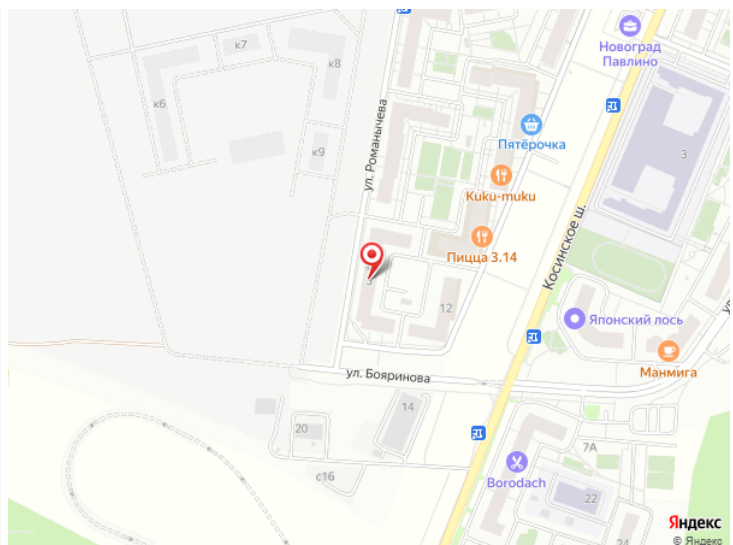 к7
к8
к6
к9
ул. Романычева
Новоград
Павлино
Пятёрочка
3
Kuku-muku
Косинское ш.
Пицца 3.14
3
12
Японский лось
Манмига
ул. Бояринова
14
20
7А
с16
Borodach
22
24
Яндекс
© Яндекс